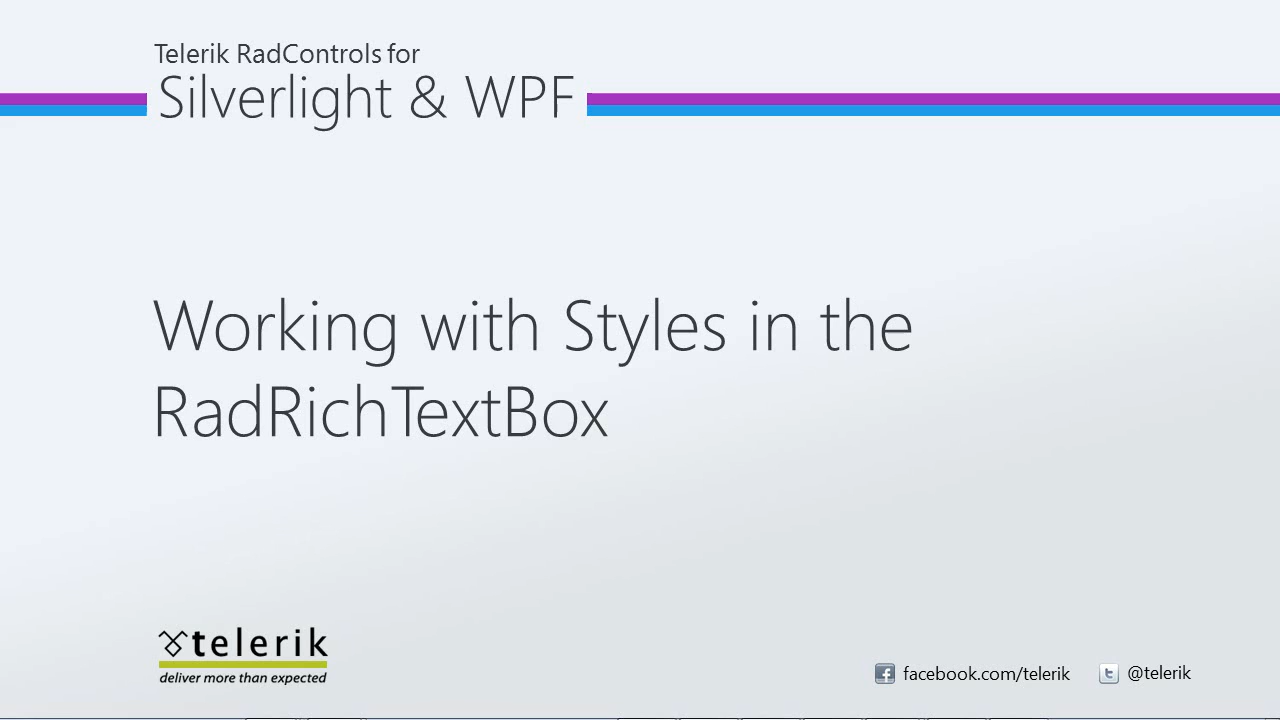 Telerik RadControls for
Silverlight & WPF
Working with Styles in the
RadRichTextBox
telerik
deliver more than expected
facebook.com/telerik
@telerik